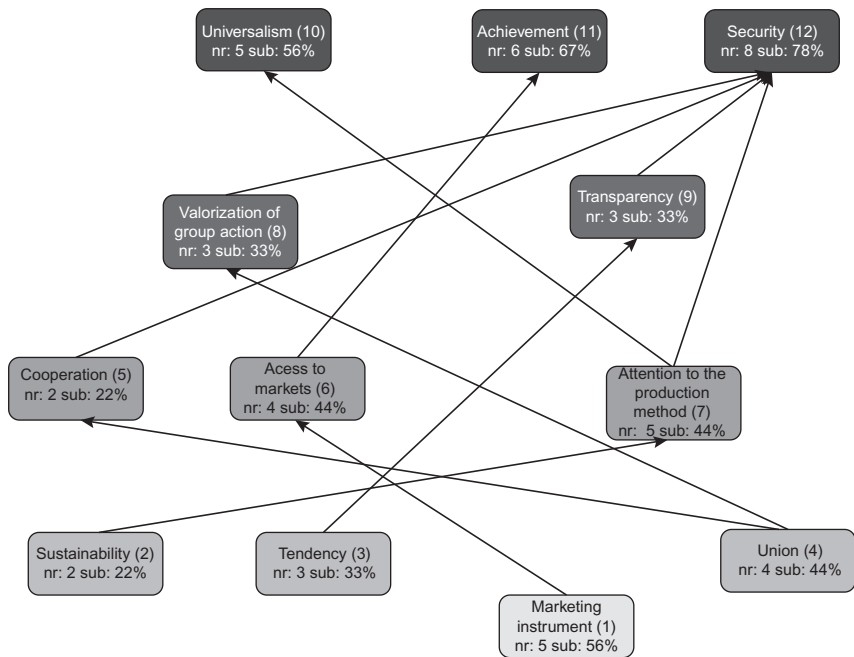 Universalism (10)
nr: 5 sub: 56%
Achievement (11)
nr: 6 sub: 67%
Security (12)
nr: 8 sub: 78%
Valorization of
group action (8)
nr: 3 sub: 33%
Transparency (9)
nr: 3 sub: 33%
Cooperation (5)
nr: 2 sub: 22%
Acess to
markets (6)
nr: 4 sub: 44%
Attention to the
production
method (7)
nr: 5 sub: 44%
Sustainability (2)
nr: 2 sub: 22%
Tendency (3)
nr: 3 sub: 33%
Union (4)
nr: 4 sub: 44%
Marketing
instrument (1)
nr: 5 sub: 56%